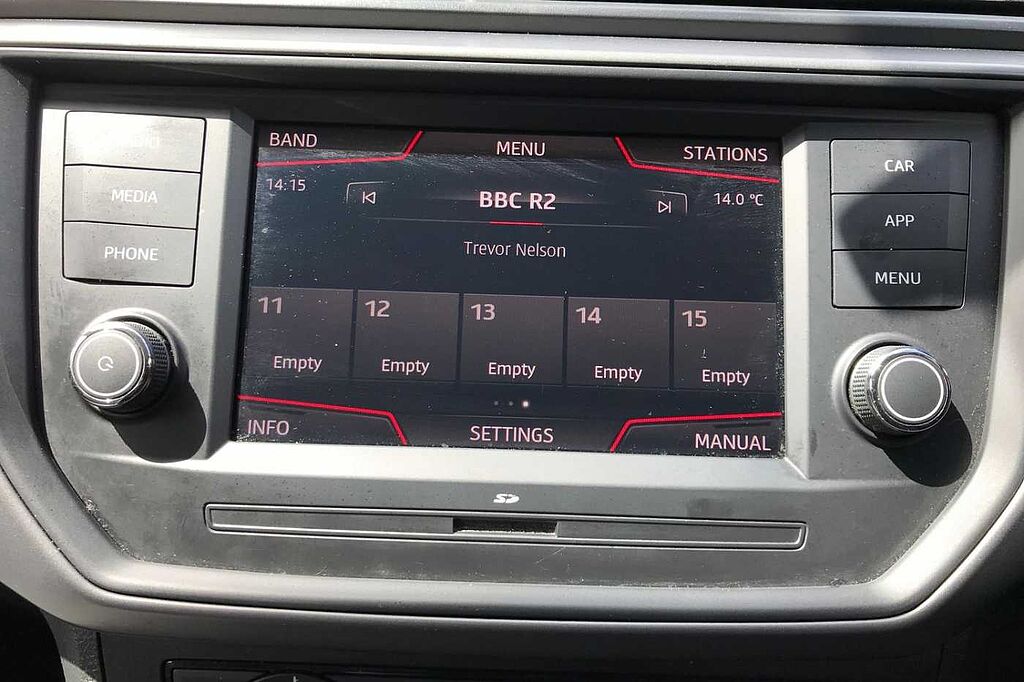 BAND MENU STATIONS
14:15 BBC R2 14.0 °C
Trevor Nelson
11 12 13 14 15
Empty Empty Empty Empty Empty
INFO SETTINGS MANUAL
MEDIA
PHONE
CAR
APP
MENU
SD